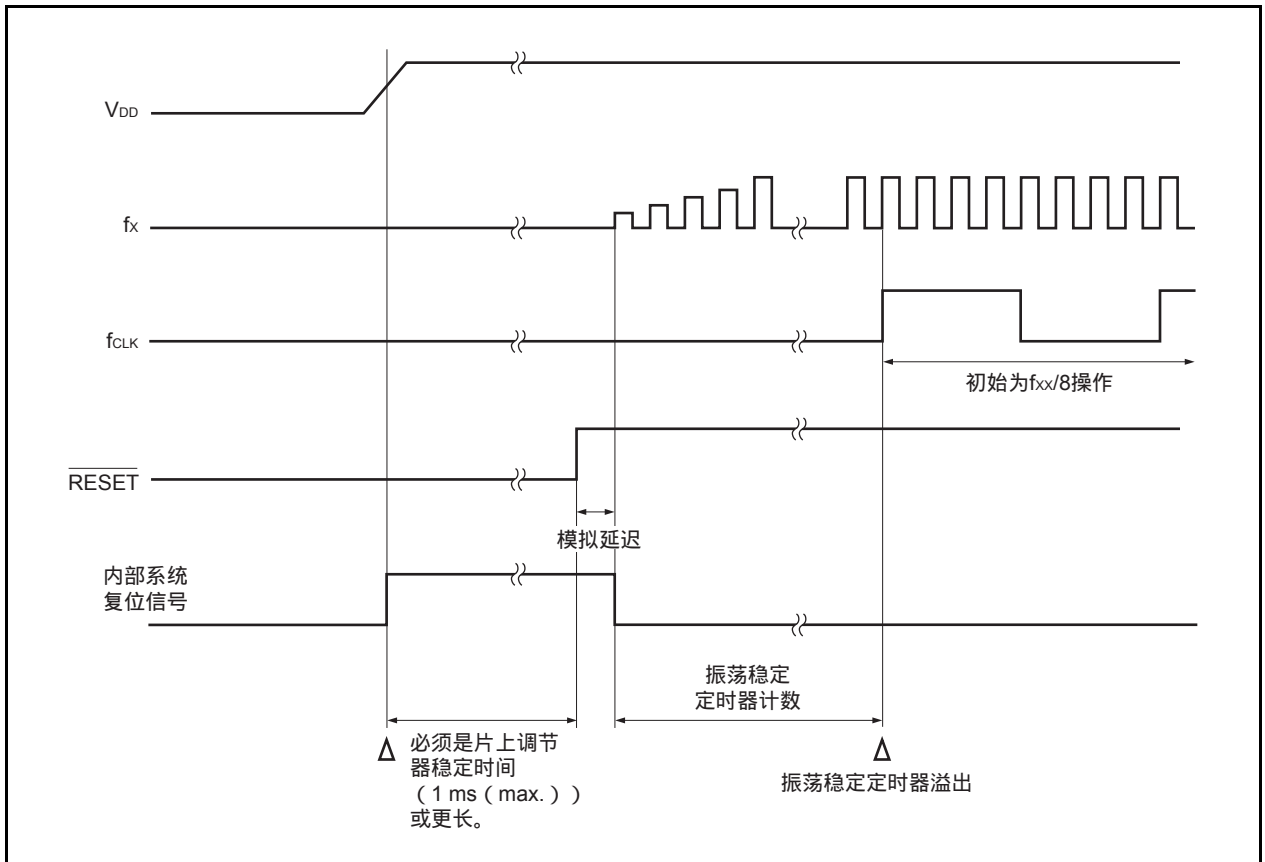 VDD
fX
fCLK
初始为fXX/8操作
RESET
模拟延迟
内部系统
复位信号
振荡稳定
定时器计数
必须是片上调节
器稳定时间
（1 ms（max.））
或更长。
振荡稳定定时器溢出